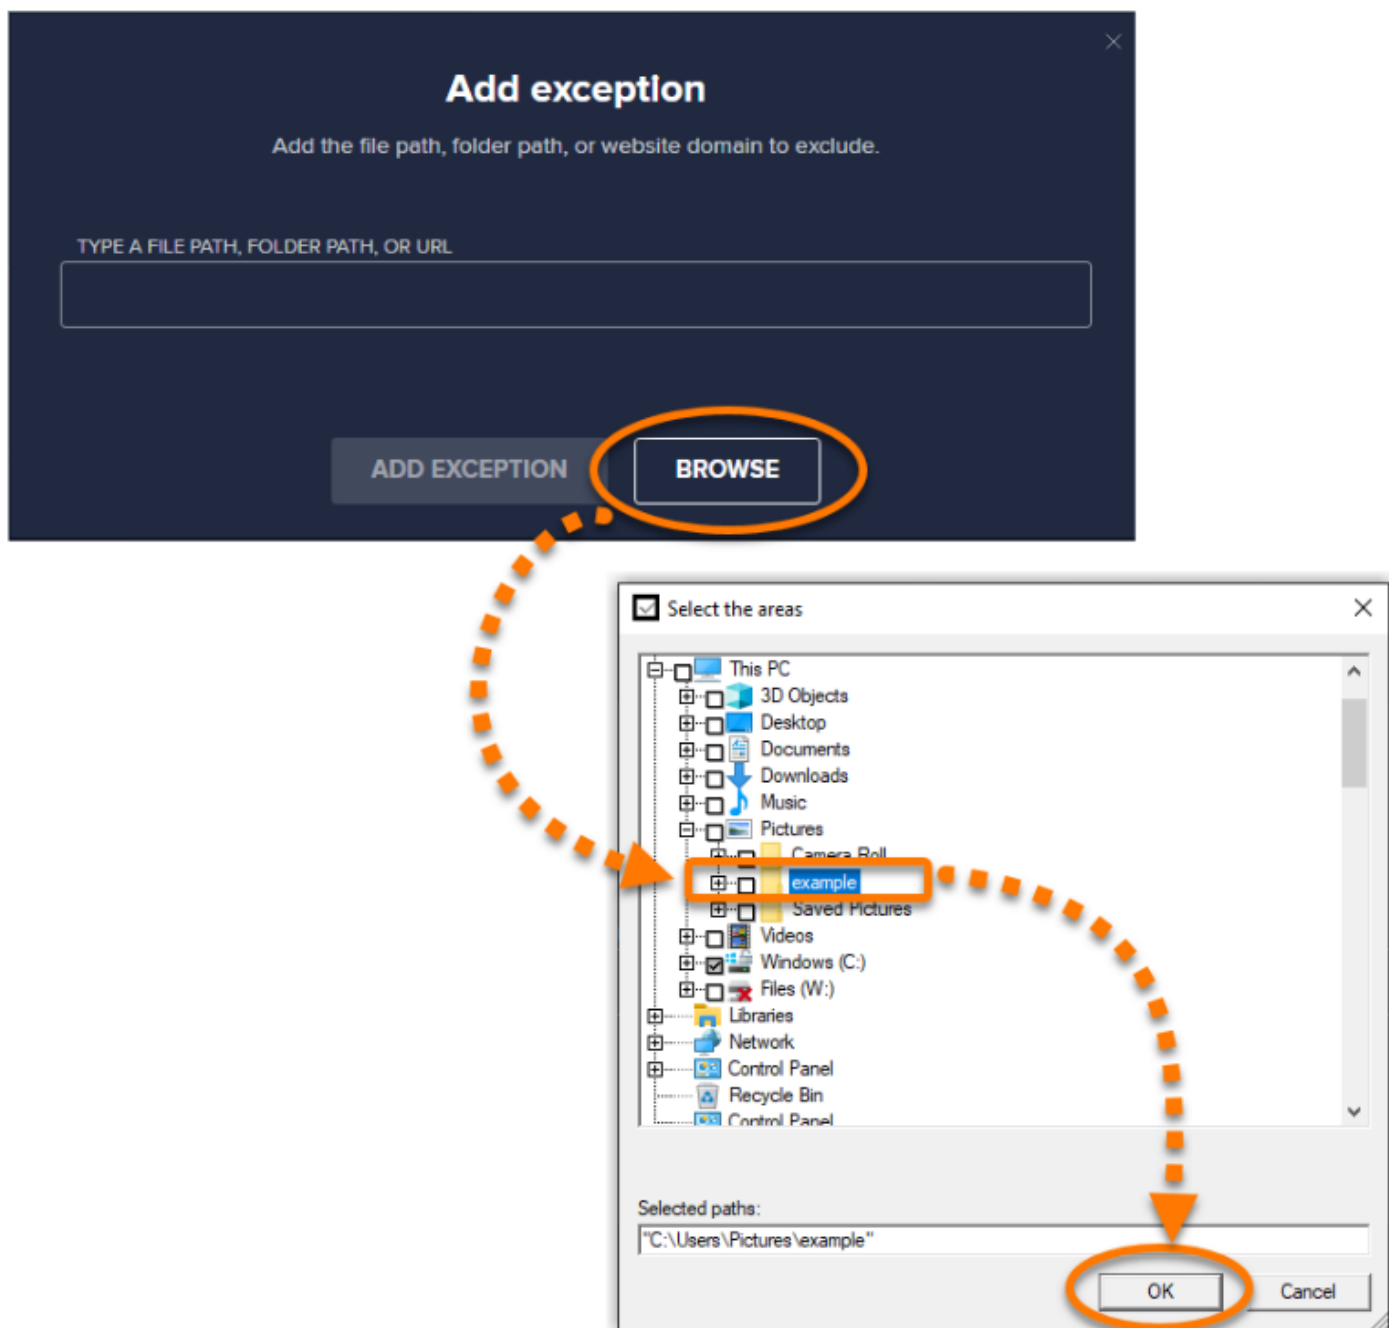 Add exception
Add the file path, folder path, or website domain to exclude.
TYPE A FILE PATH, FOLDER PATH, OR URL
ADD EXCEPTION
BROWSE
Select the areas
This PC
3D Objects
Desktop
Documents
Downloads
Music
Pictures
Camera Roll
example
Saved Pictures
Videos
Windows (C:)
Files (W:)
Libraries
Network
Control Panel
Recycle Bin
Control Panel
Selected paths:
"C:\Users\Pictures\example"
OK
Cancel